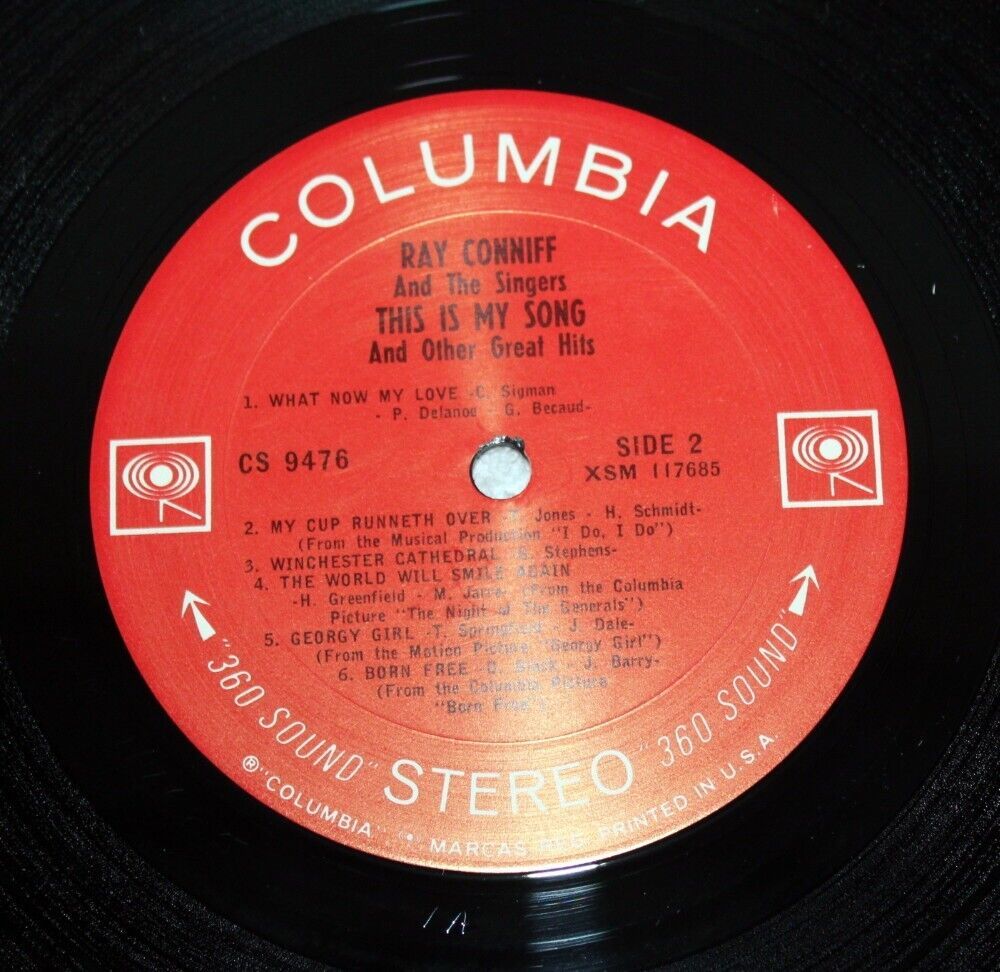 COLUMBIA
RAY CONNIFF
And The Singers
THIS IS MY SONG
And Other Great Hits
1. WHAT NOW MY LOVE -C. Sigman
- P. Delanoe - G. Becaud-
CS 9476
SIDE 2
XSM 117685
2. MY CUP RUNNETH OVER - Jones - H. Schmidt-
(From the Musical Production "I Do, I Do")
3. WINCHESTER CATHEDRAL - Stephens-
4. THE WORLD WILL SMILE AGAIN
-H. Greenfield - M. Jarre- (From the Columbia
Picture "The Night of The Generals")
5. GEORGY GIRL -T. Springfield - J. Dale-
(From the Motion Picture "Georgy Girl")
6. BORN FREE -D. Black - J. Barry-
(From the Columbia Picture
"Born Free")
"360 SOUND" STEREO "360 SOUND"
® "COLUMBIA" MARCAS REG. PRINTED IN U.S.A.
1A